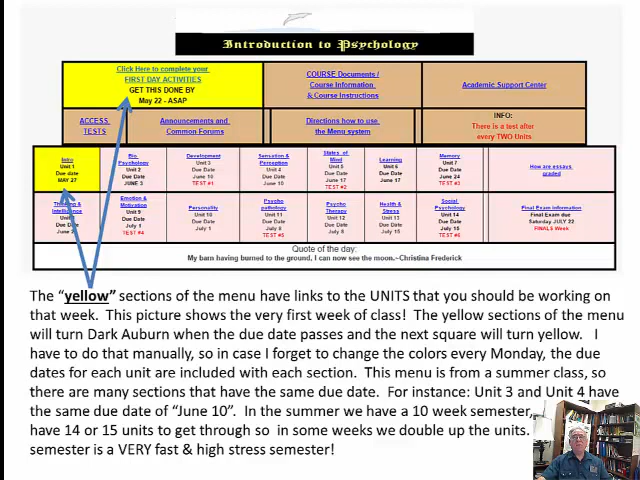 Introduction to Psychology
Click Here to complete your
FIRST DAY ACTIVITIES
GET THIS DONE BY
May 22 - ASAP
COURSE Documents /
Course Information
& Course Instructions
Academic Support Center
ACCESS
TESTS
Announcements and
Common Forums
Directions how to use
the Menu system
INFO:
There is a test after
every TWO Units
Intro
Unit 1
Due date
MAY 27
Bio
Psychology
Unit 2
Due Date
JUNE 3
Development
Unit 3
Due Date
June 10
TEST #1
Sensation &
Perception
Unit 4
Due Date
June 10
States of
Mind
Unit 5
Due Date
June 17
TEST #2
Learning
Unit 6
Due Date
June 17
Memory
Unit 7
Due Date
June 24
TEST #3
How are essays
graded
Thinking &
Intelligence
Unit
Due Date
June 2
Emotion &
Motivation
Unit 9
Due Date
July 1
TEST #4
Personality
Unit 10
Due Date
July 1
Psycho
pathology
Unit 11
Due Date
July 8
TEST #5
Psycho
Therapy
Unit 12
Due Date
July 8
Health &
Stress
Unit 13
Due Date
July 15
Social
Psychology
Unit 14
Due Date
July 15
TEST #6
Final Exam Information
Final Exam due
Saturday JULY 22
FINALS Week
Quote of the day:
My barn having burned to the ground, I can now see the moon.~Christina Frederick
The “yellow” sections of the menu have links to the UNITS that you should be working on
that week. This picture shows the very first week of class! The yellow sections of the menu
will turn Dark Auburn when the due date passes and the next square will turn yellow. I
have to do that manually, so in case I forget to change the colors every Monday, the due
dates for each unit are included with each section. This menu is from a summer class, so
there are many sections that have the same due date. For instance: Unit 3 and Unit 4 have
the same due date of “June 10”. In the summer we have a 10 week semester,
have 14 or 15 units to get through so in some weeks we double up the units.
semester is a VERY fast & high stress semester!